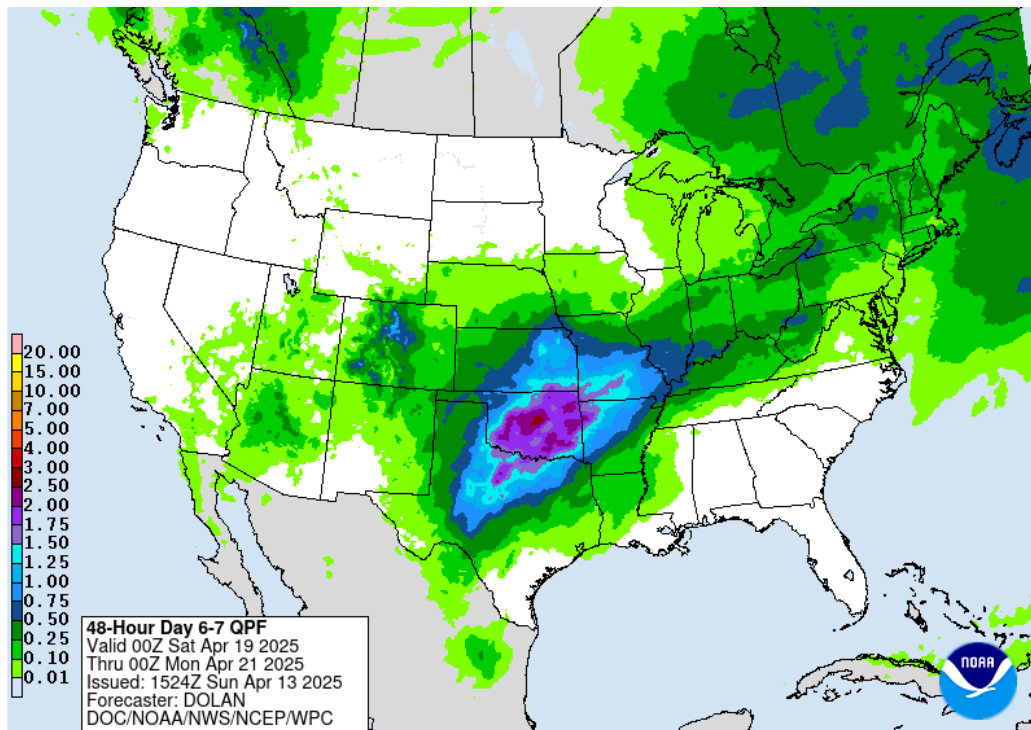 20.00
15.00
10.00
7.00
5.00
4.00
3.00
2.50
2.00
1.75
1.50
1.25
1.00
0.75
0.50
0.25
0.10
0.01
48-Hour Day 6-7 QPF
Valid 00Z Sat Apr 19 2025
Thru 00Z Mon Apr 21 2025
Issued: 1524Z Sun Apr 13 2025
Forecaster: DOLAN
DOC/NOAA/NWS/NCEP/WPC
NOAA